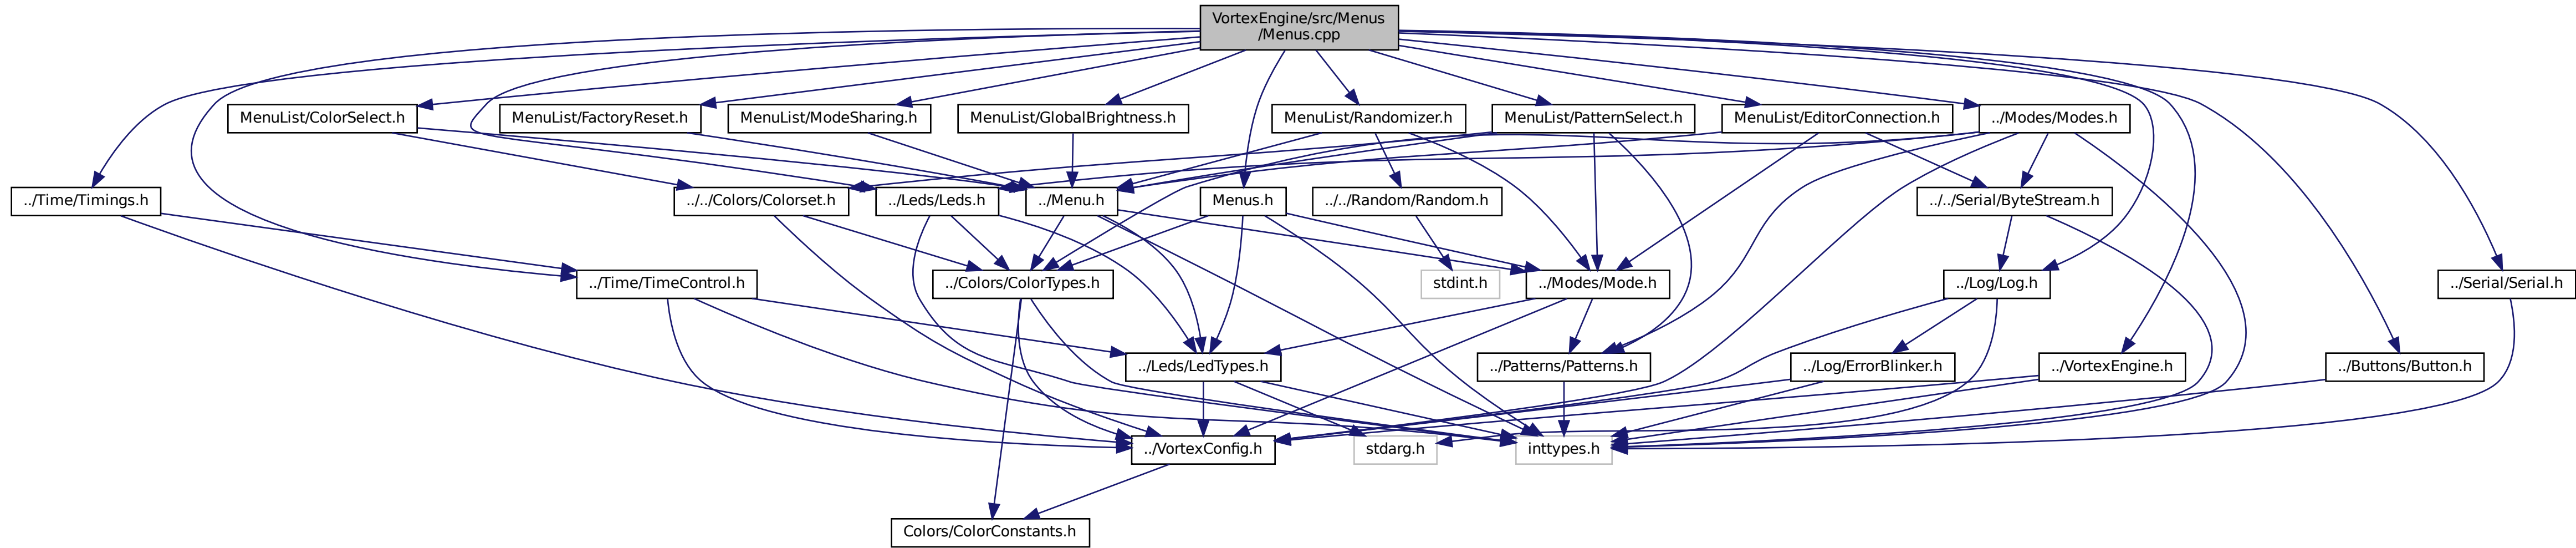 VortexEngine/src/Menus
/Menus.cpp
MenuList/ColorSelect.h
MenuList/FactoryReset.h
MenuList/ModeSharing.h
MenuList/GlobalBrightness.h
MenuList/Randomizer.h
MenuList/PatternSelect.h
MenuList/EditorConnection.h
../Modes/Modes.h
../Time/Timings.h
../../Colors/Colorset.h
../Leds/Leds.h
../Menu.h
Menus.h
../../Random/Random.h
../../Serial/ByteStream.h
../Time/TimeControl.h
../Colors/ColorTypes.h
stdint.h
../Modes/Mode.h
../Log/Log.h
../Serial/Serial.h
../Leds/LedTypes.h
../Patterns/Patterns.h
../Log/ErrorBlinker.h
../VortexEngine.h
../Buttons/Button.h
../VortexConfig.h
stdarg.h
inttypes.h
Colors/ColorConstants.h